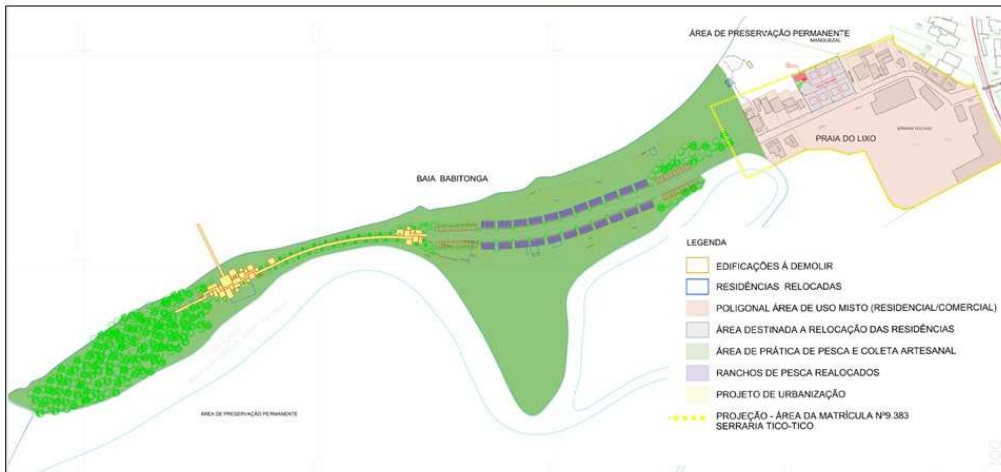 ÁREA DE PRESERVAÇÃO PERMANENTE
MANGUEZAL
PRAIA DO LIXO
BAIA BABITONGA
LEGENDA
EDIFICAÇÕES Á DEMOLIR
RESIDÊNCIAS RELOCADAS
POLIGONAL ÁREA DE USO MISTO (RESIDENCIAL/COMERCIAL)
ÁREA DESTINADA A RELOCAÇÃO DAS RESIDÊNCIAS
ÁREA DE PRÁTICA DE PESCA E COLETA ARTESANAL
RANCHOS DE PESCA REALOCADOS
PROJETO DE URBANIZAÇÃO
PROJEÇÃO - ÁREA DA MATRÍCULA Nº9.383
SERRARIA TICO-TICO
ÁREA DE PRESERVAÇÃO PERMANENTE